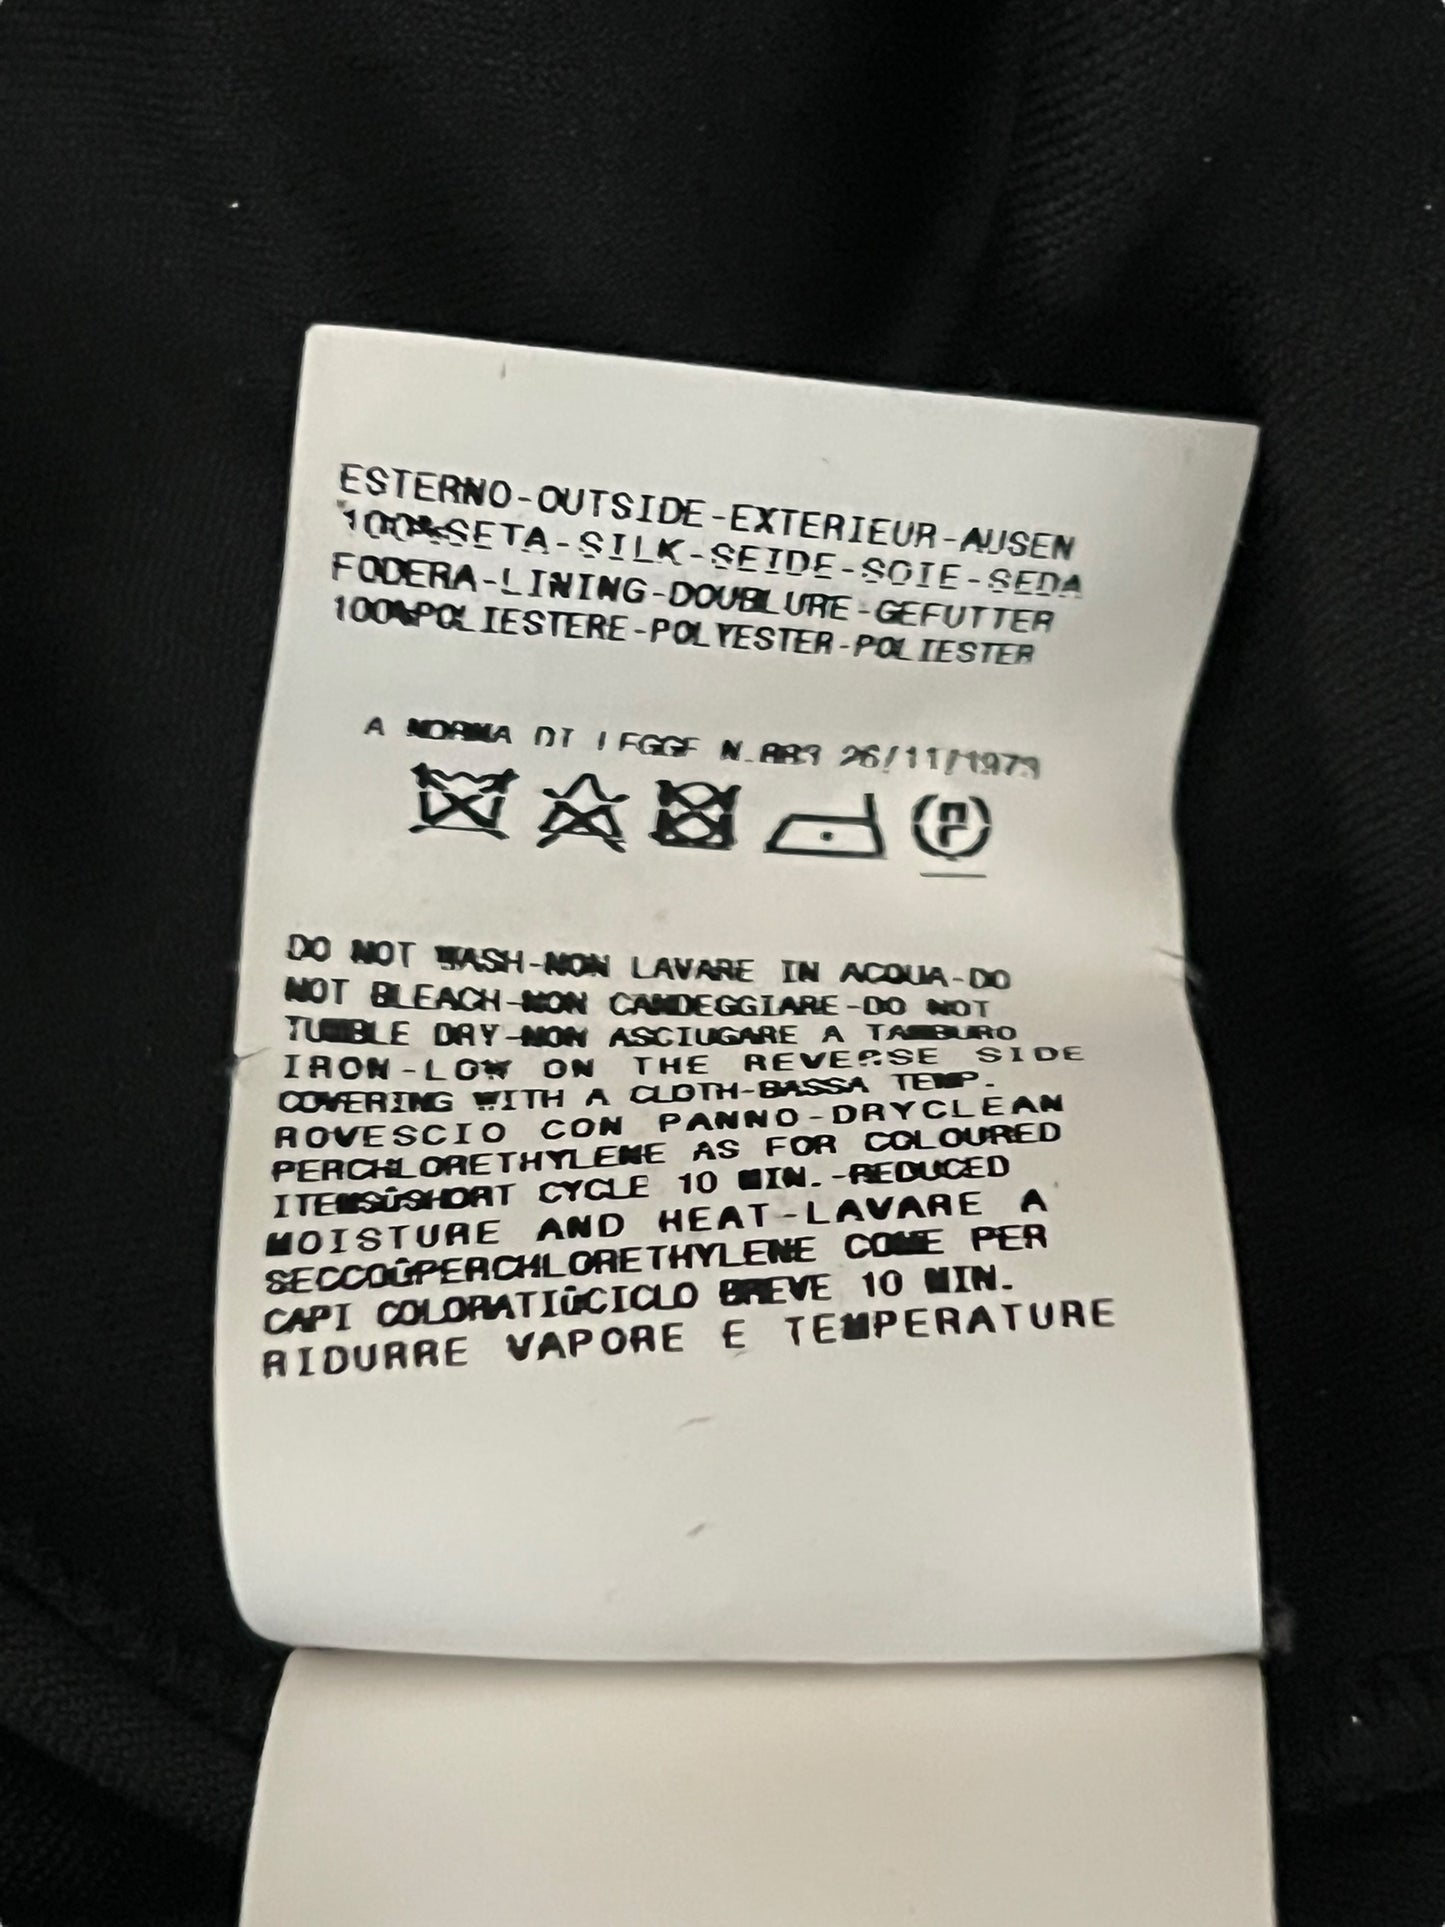 ESTERNO-OUTSIDE-EXTERIEUR-AUSEN
100%SETA-SILK-SEIDE-SOIE-SEDA
FODERA-LINING-DOUBLURE-GEFUTTER
100%POLIESTERE-POLYESTER-POLIESTER
A NORMA DI LEGGE N.883 26/11/1973
P
DO NOT WASH-NON LAVARE IN ACQUA-DO
NOT BLEACH-NON CANDEGGIARE-DO NOT
TUMBLE DRY-NON ASCIUGARE A TAMBURO
IRON-LOW ON THE REVERSE SIDE
COVERING WITH A CLOTH-BASSA TEMP.
ROVESCIO CON PANNO-DRYCLEAN
PERCHLORETHYLENE AS FOR COLOURED
ITEMSÛSHORT CYCLE 10 MIN.-REDUCED
MOISTURE AND HEAT-LAVARE A
SECCOÛPERCHLORETHYLENE COME PER
CAPI COLORATIÛCICLO BREVE 10 MIN.
RIDURRE VAPORE E TEMPERATURE